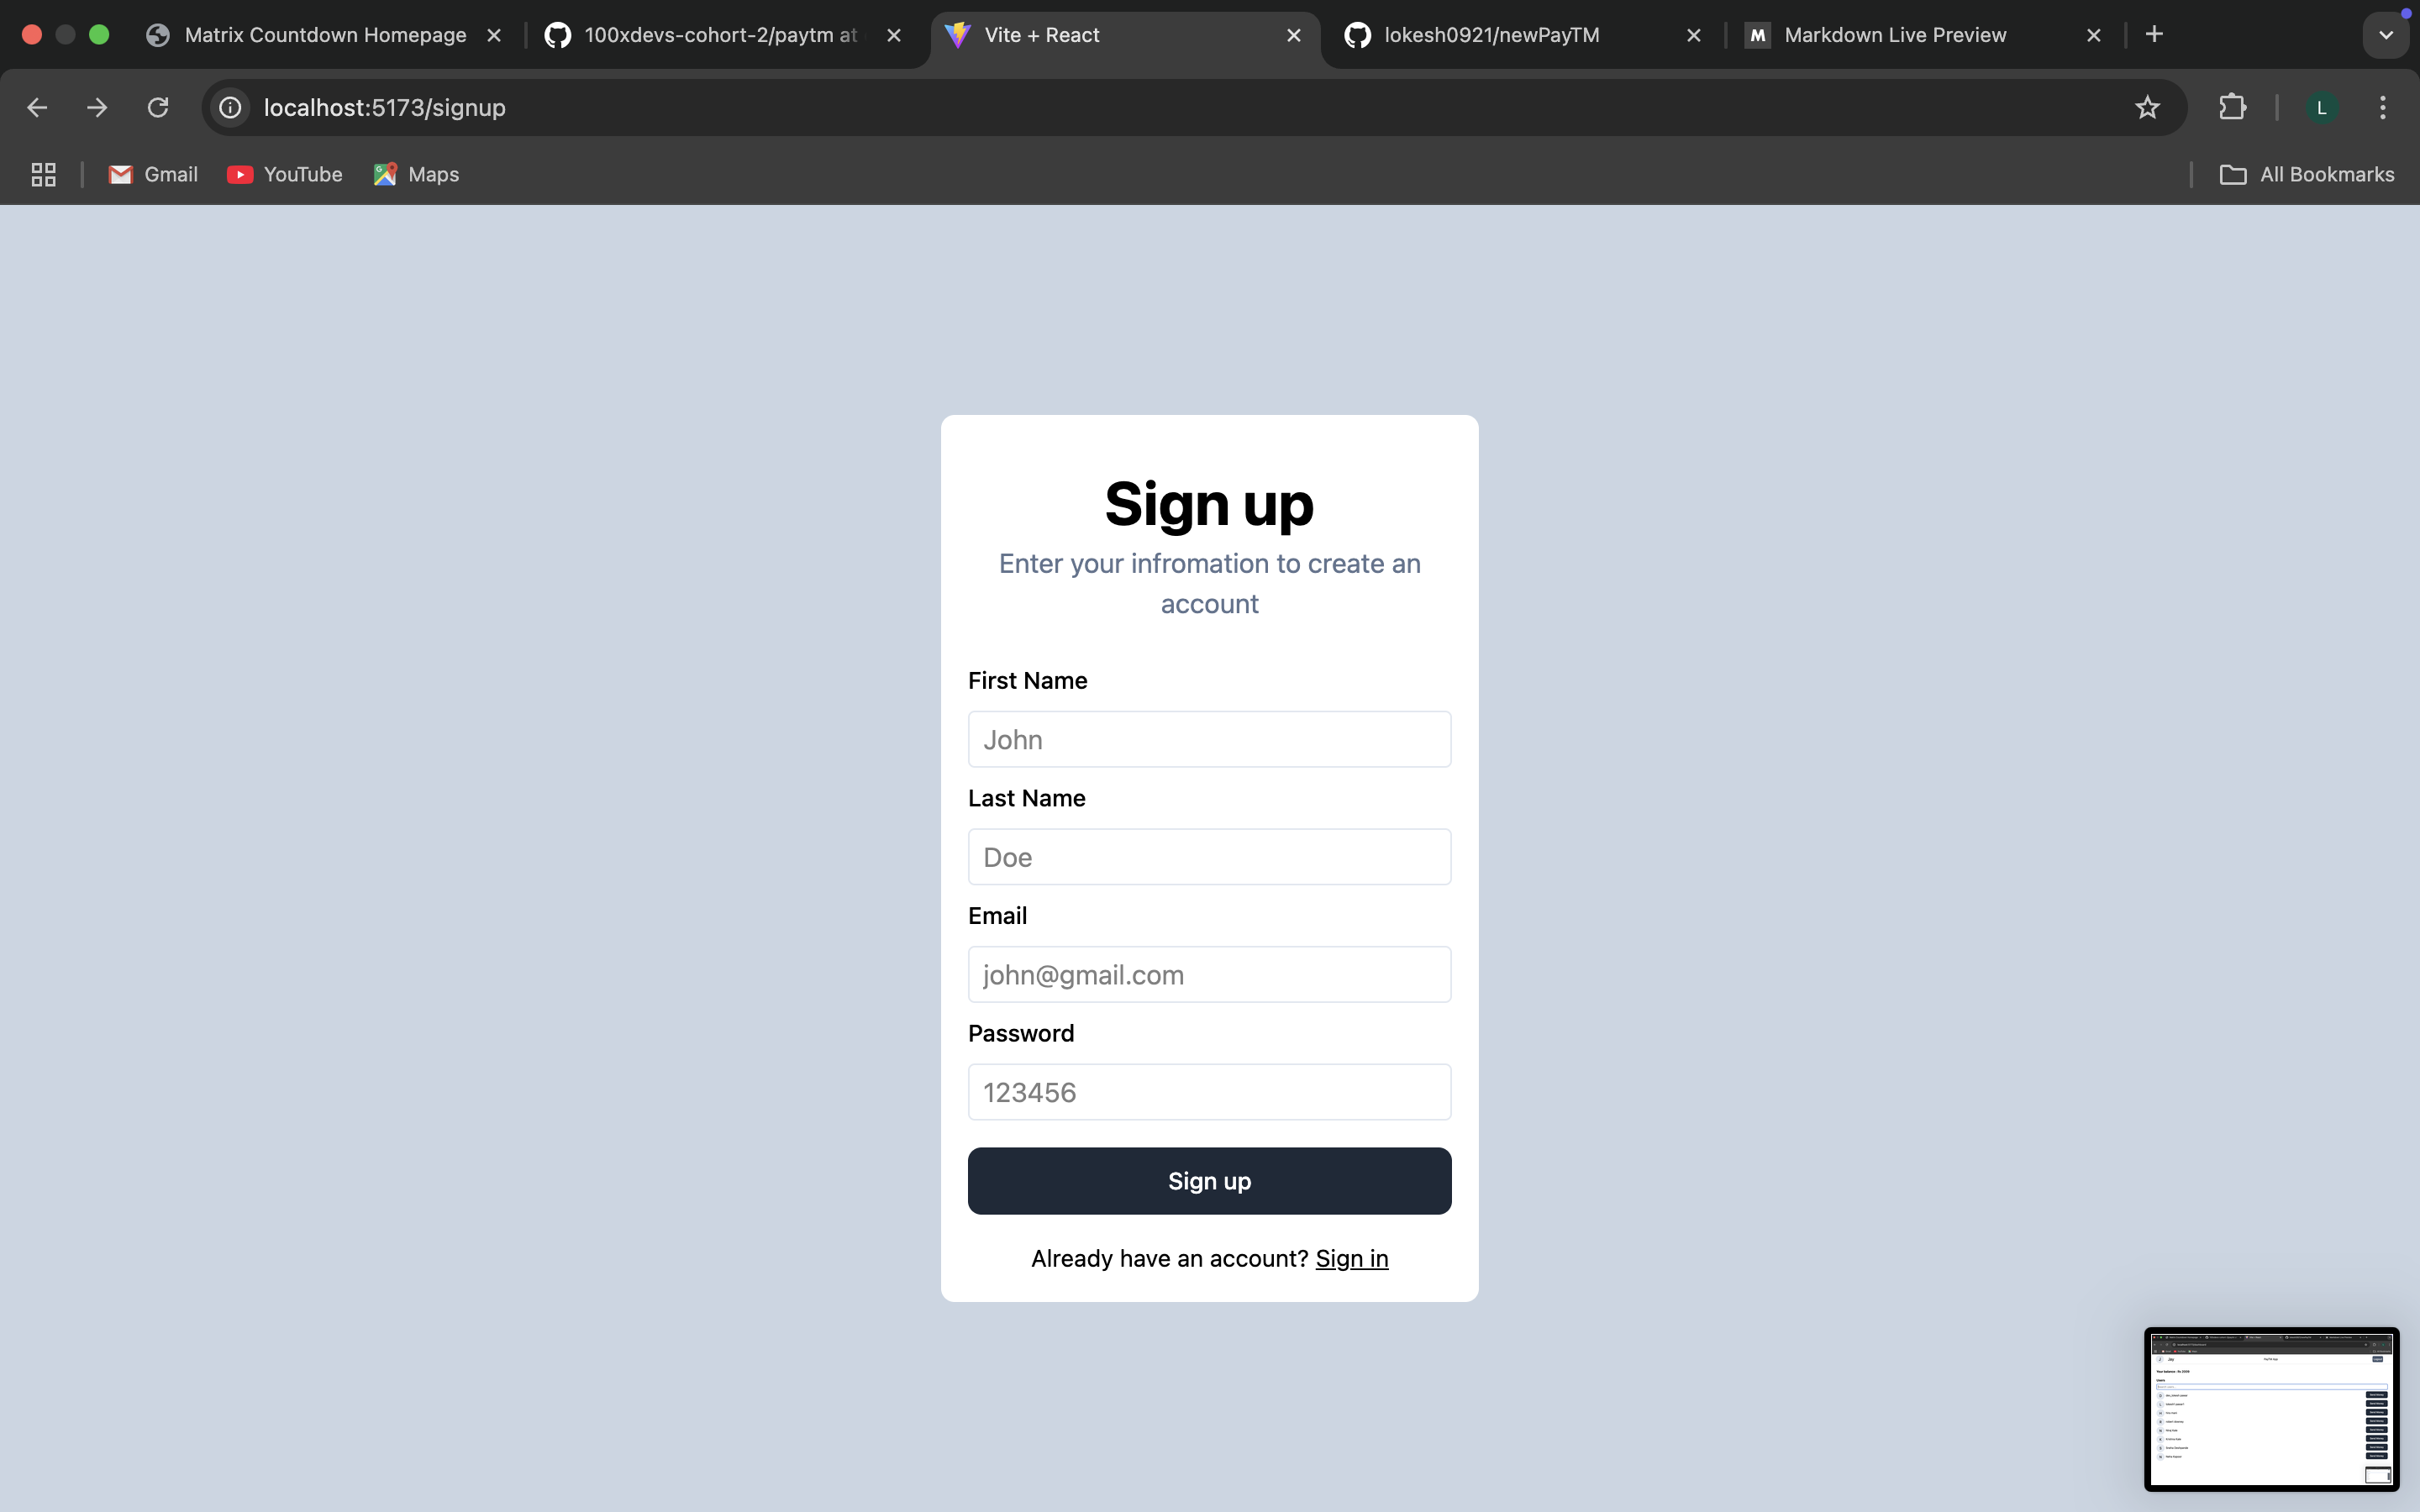 Matrix Countdown Homepage
100xdevs-cohort-2/paytm at
Vite + React
lokesh0921/newPayTM
M Markdown Live Preview
localhost:5173/signup
L
Gmail
YouTube
Maps
All Bookmarks
Sign up
Enter your infromation to create an
account
First Name
John
Last Name
Doe
Email
john@gmail.com
Password
123456
Sign up
Already have an account? Sign in